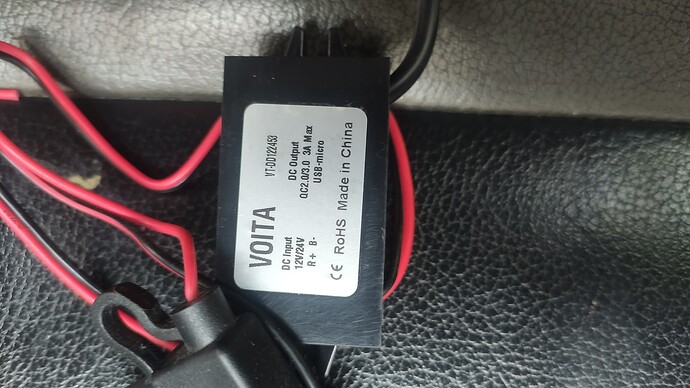 VOITA VT-DD122453
DC Input DC Output
12V/24V QC2.0/3.0 3A Max
R + B- USB-micro
CE RoHS Made in China